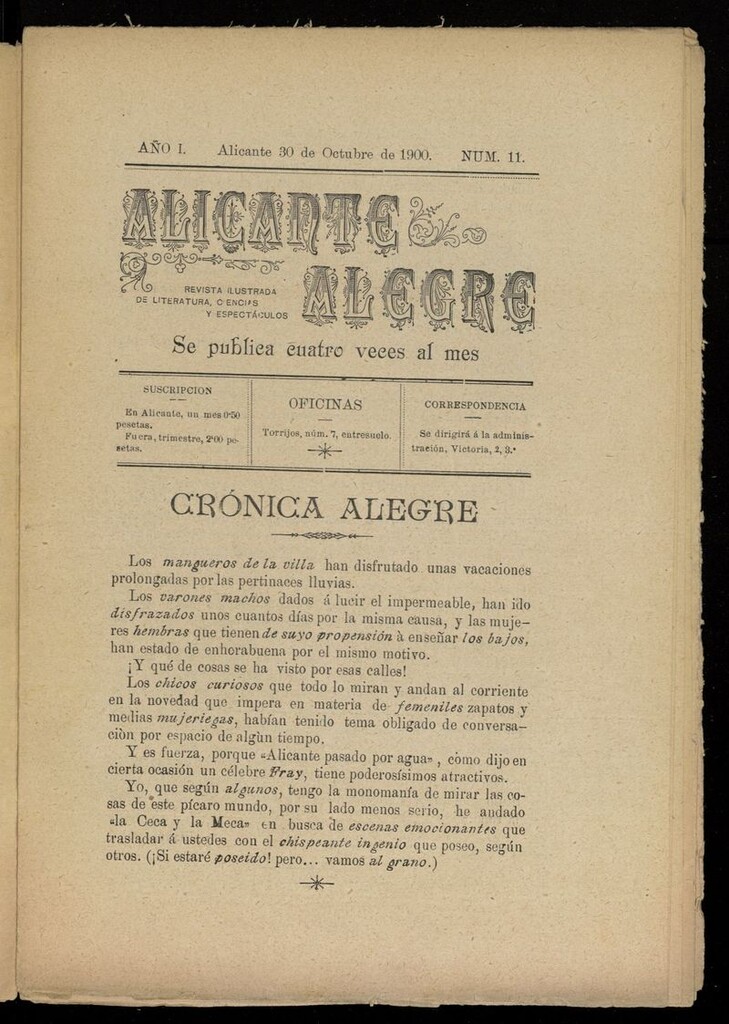 AÑO I. Alicante 30 de Octubre de 1900. NUM. 11.
ALICANTE
ALEGRE
REVISTA ILUSTRADA
DE LITERATURA, CIENCIAS
Y ESPECTÁCULOS
Se publica cuatro veces al mes
SUSCRIPCION
En Alicante, un mes 0'50
pesetas.
Fuera, trimestre, 2'00 pe-
setas.
OFICINAS
Torrijos, núm. 7, entresuelo.
CORRESPONDENCIA
Se dirigirá á la adminis-
tración, Victoria, 2, 3.º
CRÓNICA ALEGRE
Los mangueros de la villa han disfrutado unas vacaciones
prolongadas por las pertinaces lluvias.
Los varones machos dados á lucir el impermeable, han ido
disfrazados unos cuantos días por la misma causa, y las muje-
res hembras que tienen de suyo propensión à enseñar los bajos,
han estado de enhorabuena por el mismo motivo.
¡Y qué de cosas se ha visto por esas calles!
Los chicos curiosos que todo lo miran y andan al corriente
en la novedad que impera en materia de femeniles zapatos y
medias mujeriegas, habían tenido tema obligado de conversa-
ción por espacio de algùn tiempo.
Y es fuerza, porque «Alicante pasado por agua», còmo dijo en
cierta ocasión un célebre Fray, tiene poderosísimos atractivos.
Yo, que según algunos, tengo la monomanía de mirar las co-
sas de este pícaro mundo, por su lado menos serio, he andado
«la Ceca y la Meca» en busca de escenas emocionantes que
trasladar á ustedes con el chispeante ingenio que poseo, según
otros. (¡Si estaré poseido! pero... vamos al grano.)